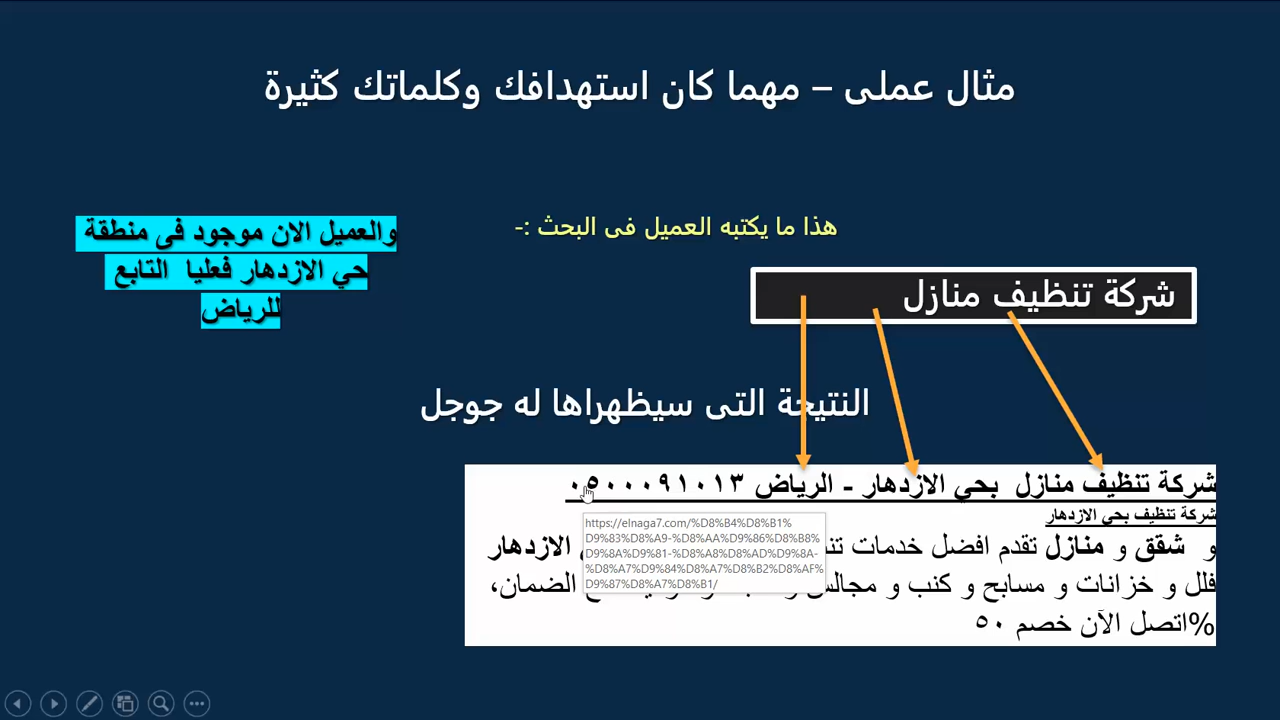 مثال عملى – مهما كان استهدافك وكلماتك كثيرة
هذا ما يكتبه العميل فى البحث :-
والعميل الان موجود فى منطقة
حي الازدهار فعليا التابع
للرياض
شركة تنظيف منازل
النتيجة التى سيظهراها له جوجل
شركة تنظيف منازل بحي الازدهار - الرياض ٠٥٠٠٠٩١٠١٣
شركة تنظيف بحي الازدهار
و شقق و منازل تقدم افضل خدمات الازدهار
فلل و خزانات و مسابح و كنب و مجالس الضمان،
%اتصل الآن خصم ٥٠
https://elnaga7.com/%D8%B4%D8%B1%
D9%83%D8%A9-%D8%AA%D9%86%D8%B8%
D9%8A%D9%81-%D8%A8%D8%AD%D9%8A-
%D8%A7%D9%84%D8%A7%D8%B2%D8%AF%
D9%87%D8%A7%D8%B1/